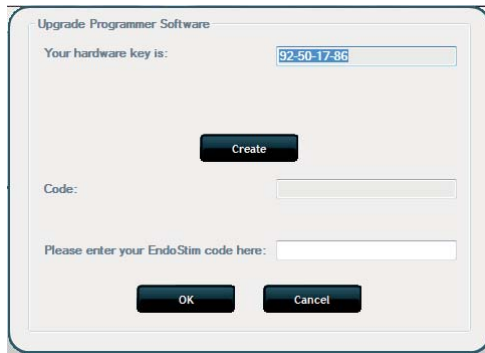 Upgrade Programmer Software
Your hardware key is: 92-50-17-86
Create
Code:
Please enter your EndoStim code here:
OK Cancel